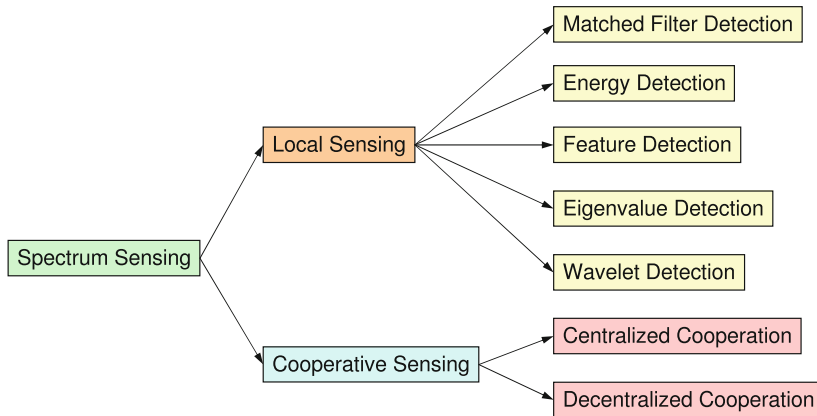 Matched Filter Detection
Energy Detection
Local Sensing
Feature Detection
Eigenvalue Detection
Spectrum Sensing
Wavelet Detection
Centralized Cooperation
Cooperative Sensing
Decentralized Cooperation